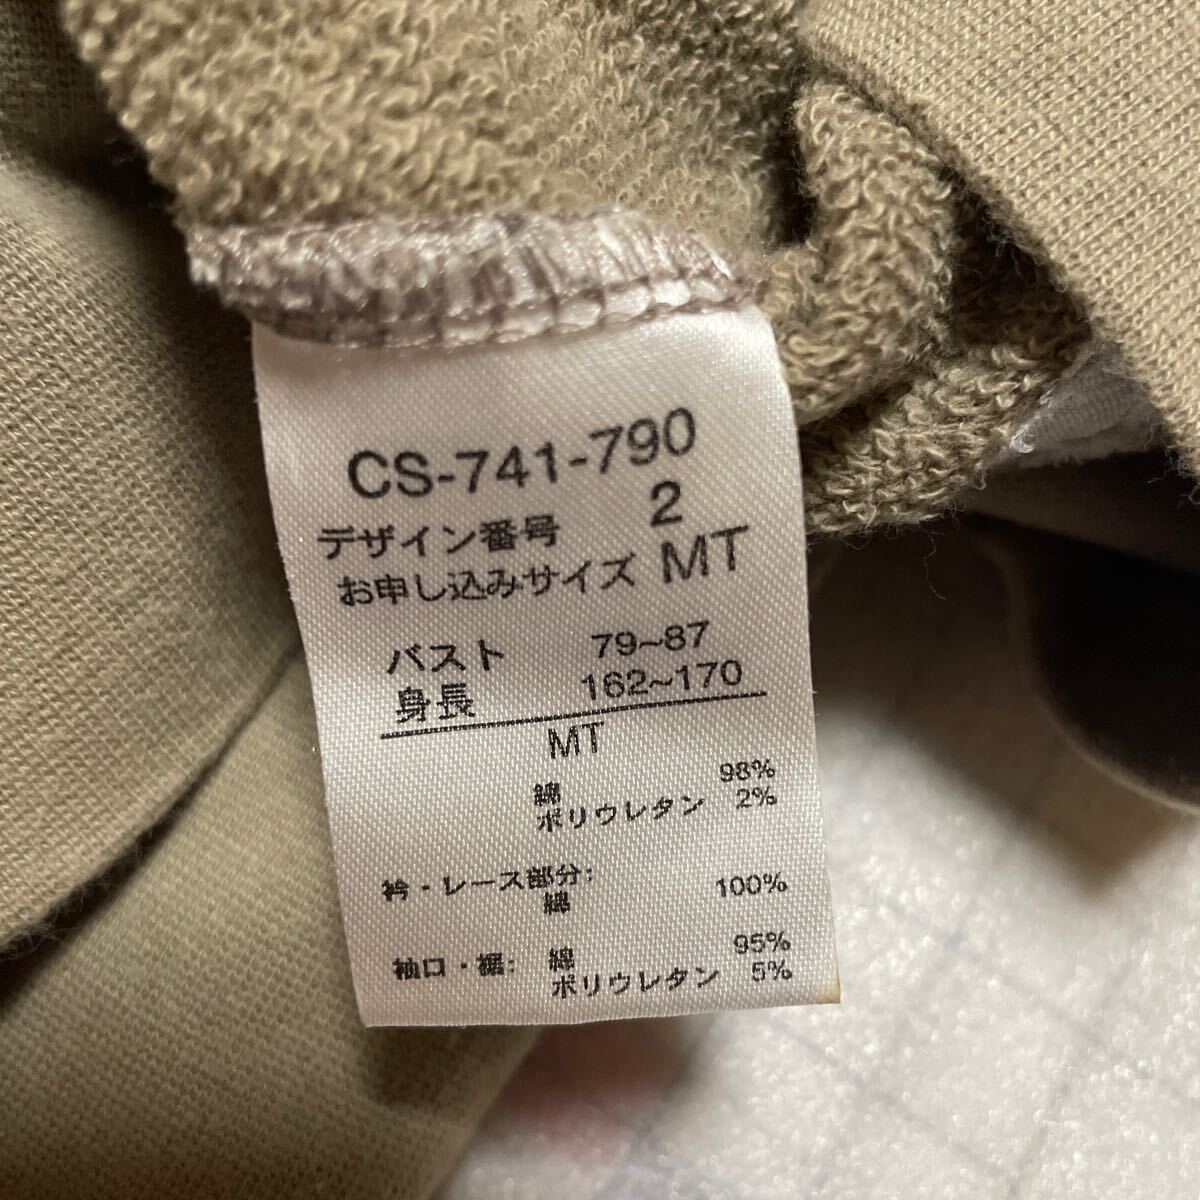 CS-741-790
デザイン番号 2
お申し込みサイズ MT
バスト 79~87
身長 162~170
MT
綿 98%
ポリウレタン 2%
衿・レース部分:
綿 100%
袖口・裾: 綿 95%
ポリウレタン 5%